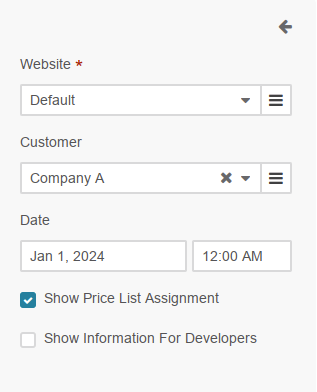 Website *
Default
Customer
Company A
Date
Jan 1, 2024 12:00 AM
Show Price List Assignment
Show Information For Developers